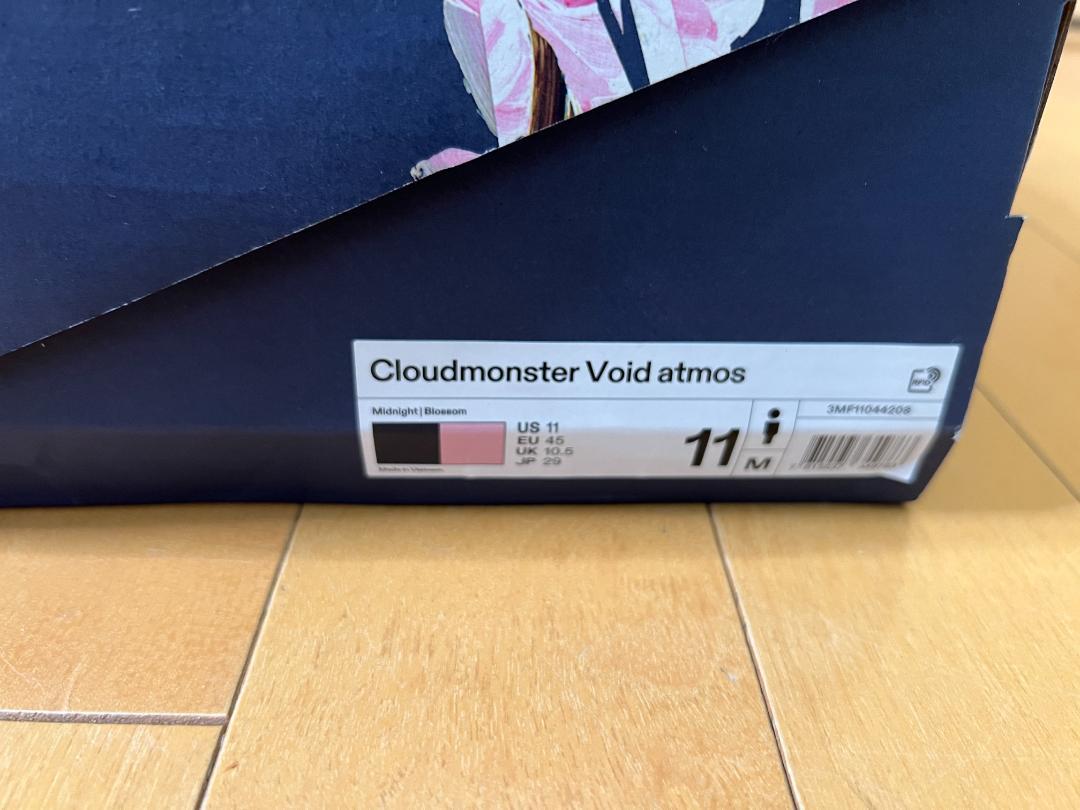 Cloudmonster Void atmos
RFID
Midnight | Blossom
3MF11044208
US 11
EU 45
UK 10.5
JP 29
11
M
Made in Vietnam